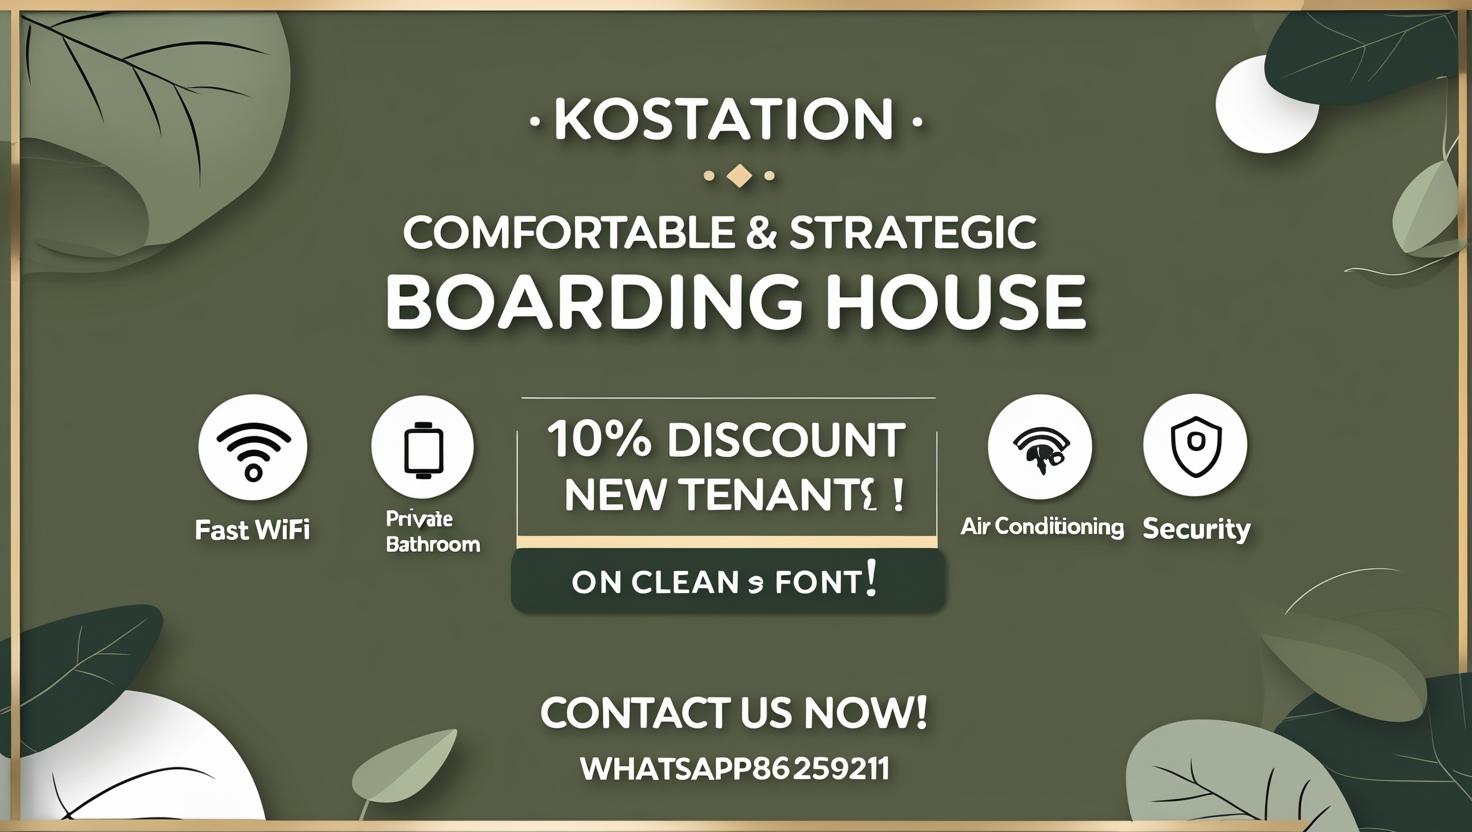 · KOSTATION ·
COMFORTABLE & STRATEGIC
BOARDING HOUSE
Fast WiFi
Private
Bathroom
10% DISCOUNT
NEW !
ON CLEAN s FONT!
Air Conditioning
Security
CONTACT US NOW!
WHATSAPP86259211